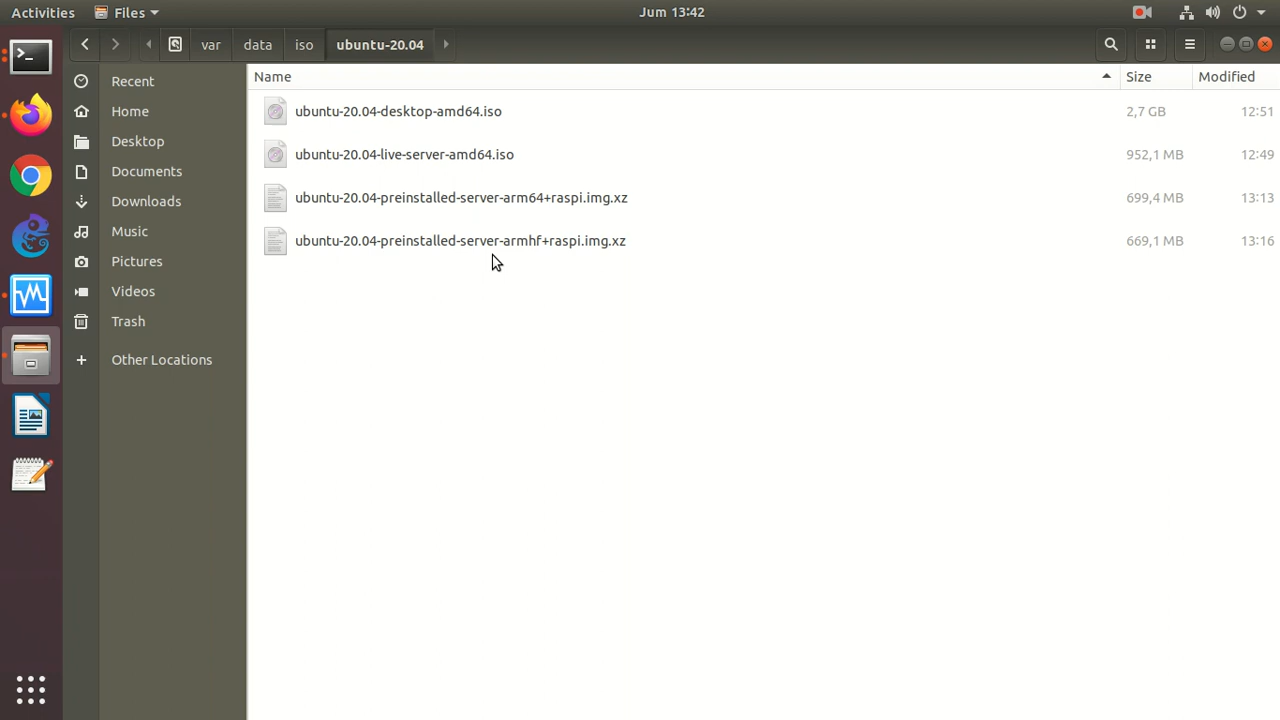 Activities Files Jum 13:42
var data iso ubuntu-20.04
Recent
Home
Desktop
Documents
Downloads
Music
Pictures
Videos
Trash
+ Other Locations
Name Size Modified
ubuntu-20.04-desktop-amd64.iso 2,7 GB 12:51
ubuntu-20.04-live-server-amd64.iso 952,1 MB 12:49
ubuntu-20.04-preinstalled-server-arm64+raspi.img.xz 699,4 MB 13:13
ubuntu-20.04-preinstalled-server-armhf+raspi.img.xz 669,1 MB 13:16